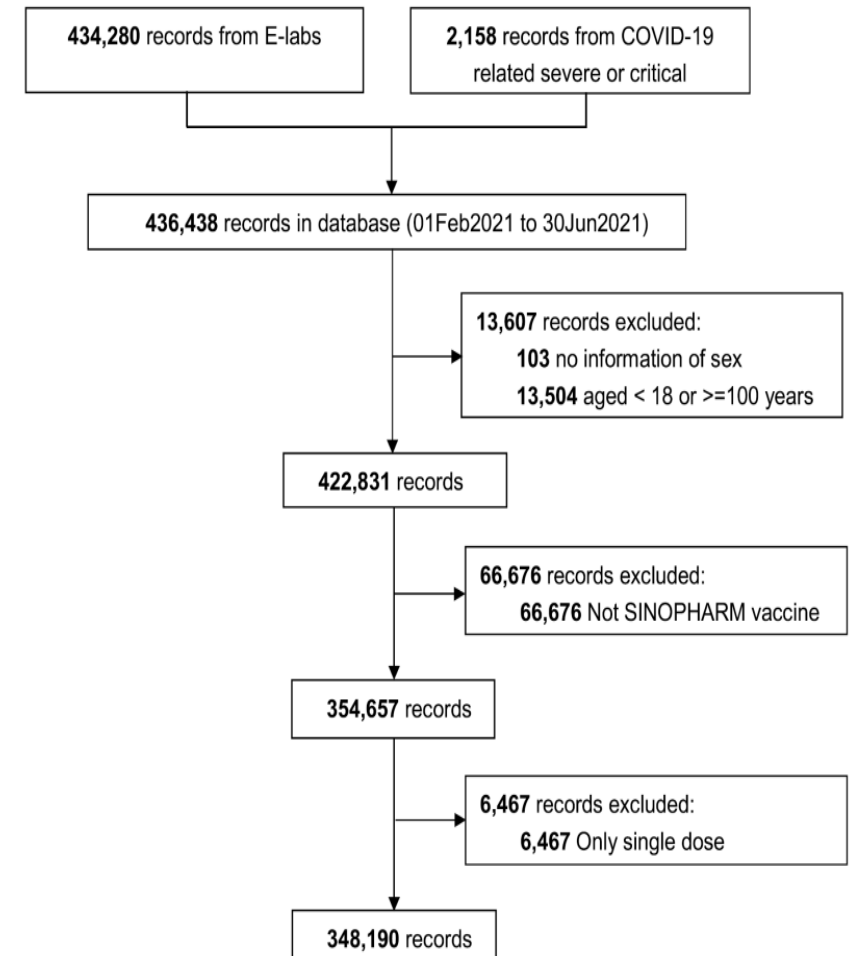 434,280 records from E-labs
2,158 records from COVID-19
related severe or critical
436,438 records in database (01Feb2021 to 30Jun2021)
13,607 records excluded:
103 no information of sex
13,504 aged < 18 or >=100 years
422,831 records
66,676 records excluded:
66,676 Not SINOPHARM vaccine
354,657 records
6,467 records excluded:
6,467 Only single dose
348,190 records